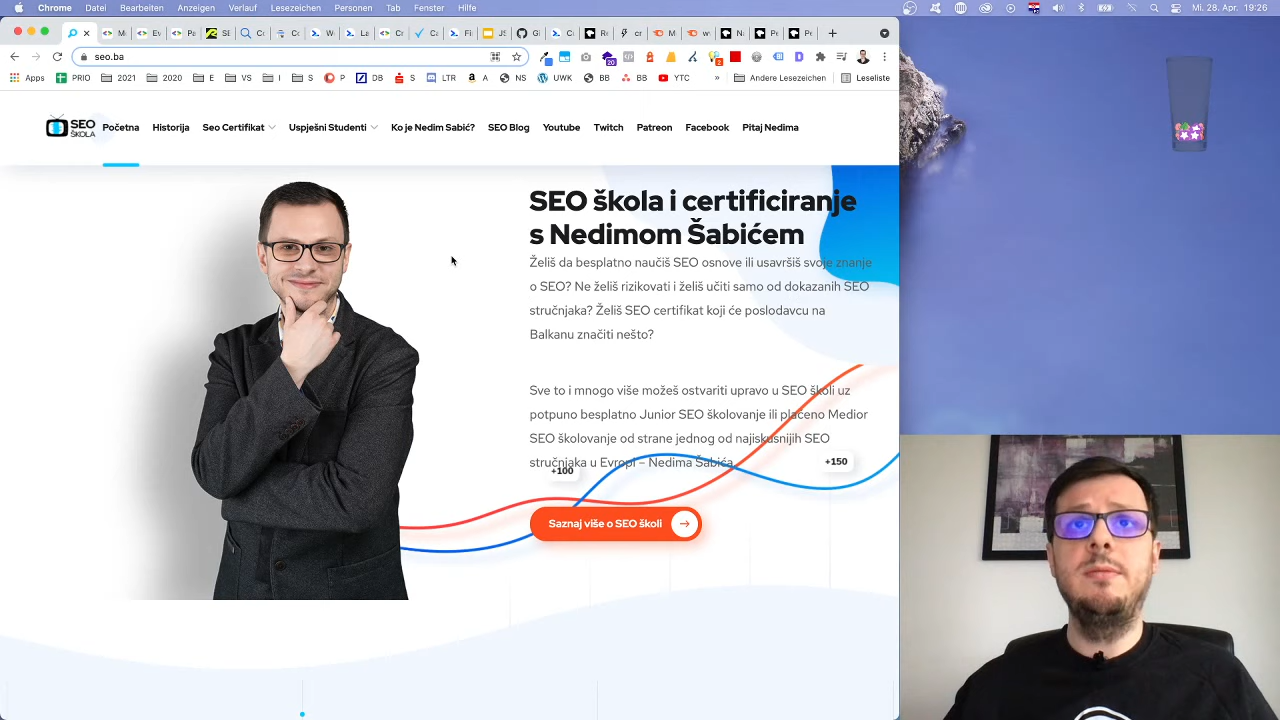 Chrome Datei Bearbeiten Anzeigen Verlauf Lesezeichen Personen Tab Fenster Hilfe
Mi. 28. Apr. 19:26
seo.ba
Apps PRIO 2021 2020 E VS I S P DB S LTR A NS UWK BB BB YTC » Andere Lesezeichen Leseliste
SEO ŠKOLA
Početna Historija Seo Certifikat Uspješni Studenti Ko je Nedim Sabić? SEO Blog Youtube Twitch Patreon Facebook Pitaj Nedima
SEO škola i certificiranje
s Nedimom Šabićem
Želiš da besplatno naučiš SEO osnove ili usavršiš svoje znanje
o SEO? Ne želiš rizikovati i želiš učiti samo od dokazanih SEO
stručnjaka? Želiš SEO certifikat koji će poslodavcu na
Balkanu značiti nešto?
Sve to i mnogo više možeš ostvariti upravo u SEO školi uz
potpuno besplatno Junior SEO školovanje ili plaćeno Medior
SEO školovanje od strane jednog od najiskusnijih SEO
stručnjaka u Evropi – Nedima Šabića.
+100
+150
Saznaj više o SEO školi